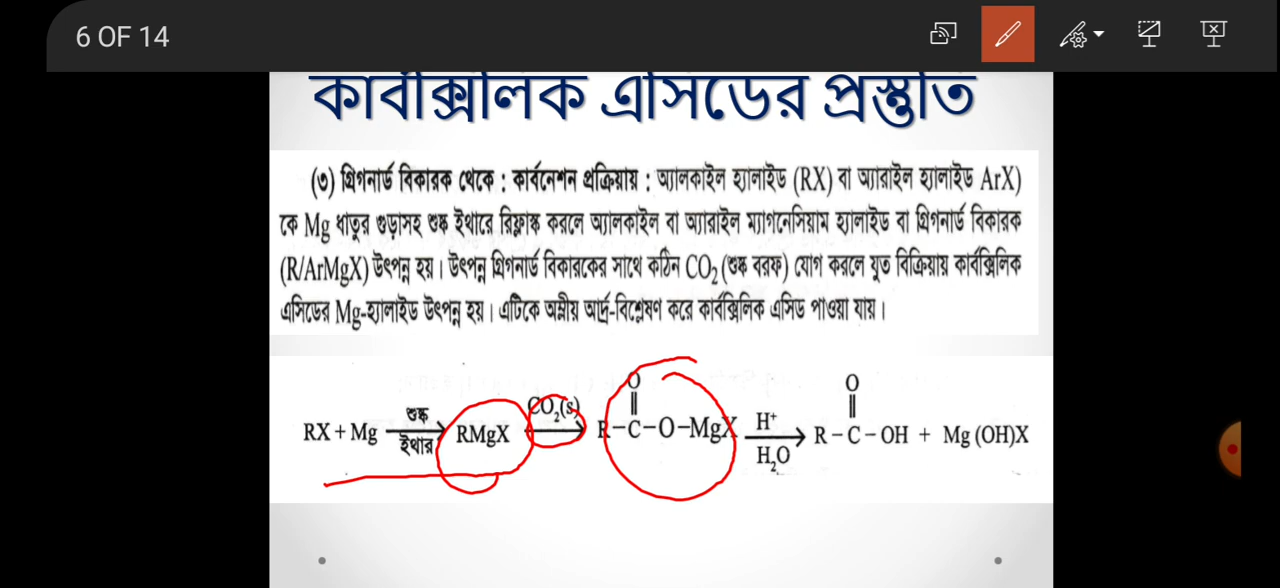 6 OF 14
কার্বাক্সিলিক এসিডের প্রস্তুতি
(৩) গ্রিগনার্ড বিকারক থেকে : কার্বনেশন প্রক্রিয়ায় : অ্যালকাইল হ্যালাইড (RX) বা অ্যারাইল হ্যালাইড ArX)
কে Mg ধাতুর গুড়াসহ শুষ্ক ইথারে রিফ্লাক্স করলে অ্যালকাইল বা অ্যারাইল ম্যাগনেসিয়াম হ্যালাইড বা গ্রিগনার্ড বিকারক
(R/ArMgX) উৎপন্ন হয়। উৎপন্ন গ্রিগনার্ড বিকারকের সাথে কঠিন CO₂ (শুষ্ক বরফ) যোগ করলে যুত বিক্রিয়ায় কার্বক্সিলিক
এসিডের Mg-হ্যালাইড উৎপন্ন হয়। এটিকে অম্লীয় আর্দ্র-বিশ্লেষণ করে কার্বক্সিলিক এসিড পাওয়া যায়।
O O
RX + Mg শুষ্ক ইথার RMgX CO₂(s) R – C – O – MgX H⁺ H₂O R – C – OH + Mg (OH)X